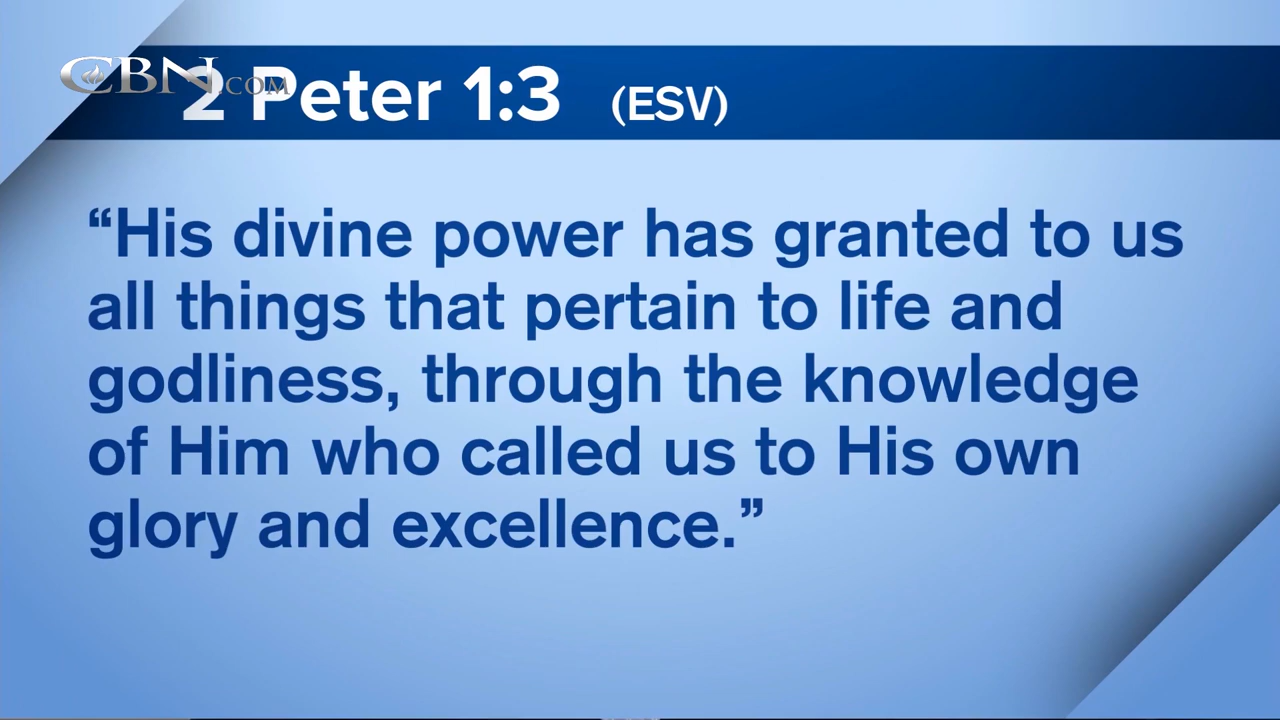 CBN.COM
2 Peter 1:3 (ESV)
“His divine power has granted to us
all things that pertain to life and
godliness, through the knowledge
of Him who called us to His own
glory and excellence.”